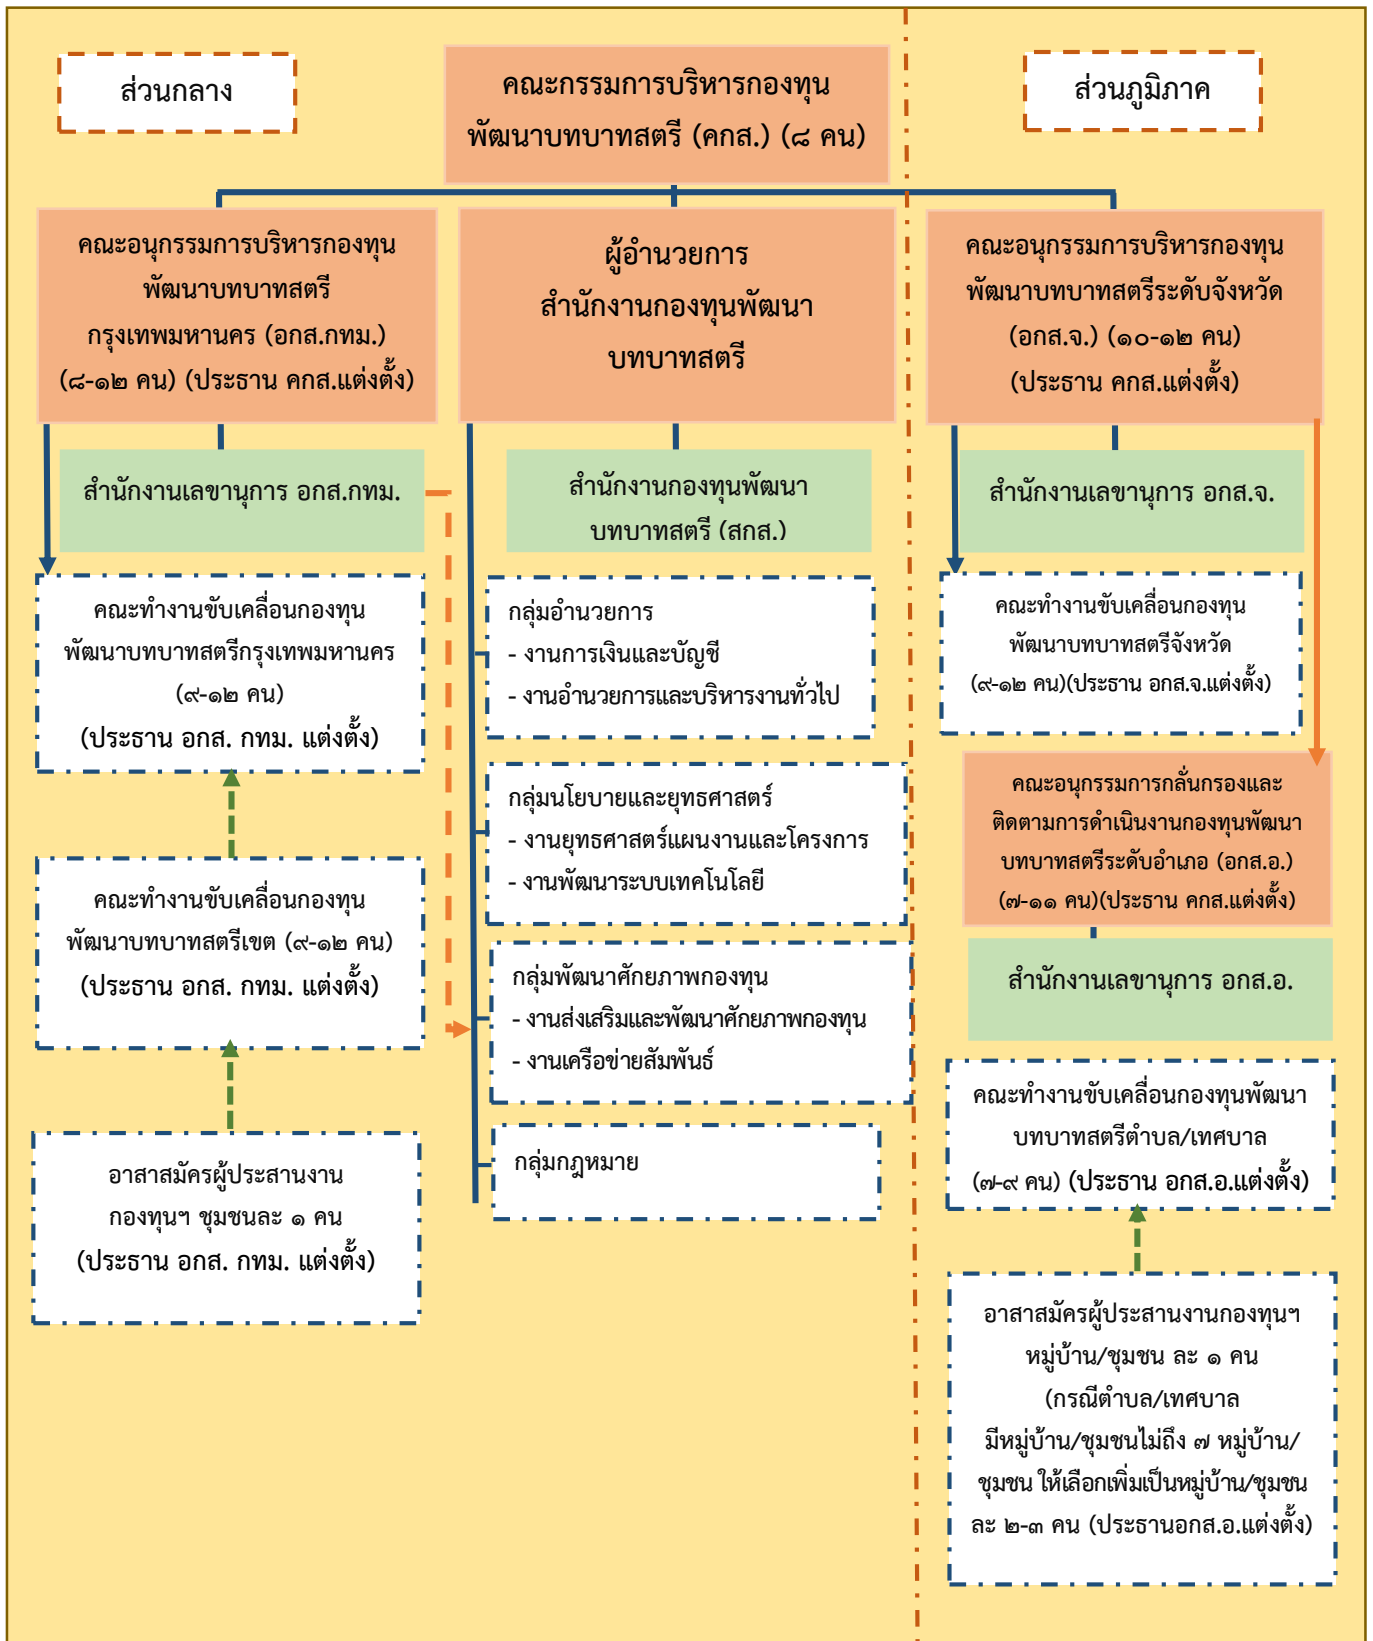 ส่วนกลาง
คณะกรรมการบริหารกองทุน
พัฒนาบทบาทสตรี (คกส.) (๘ คน)
ส่วนภูมิภาค
คณะอนุกรรมการบริหารกองทุน
พัฒนาบทบาทสตรี
กรุงเทพมหานคร (อกส.กทม.)
(๘-๑๒ คน) (ประธาน คกส.แต่งตั้ง)
ผู้อำนวยการ
สำนักงานกองทุนพัฒนา
บทบาทสตรี
คณะอนุกรรมการบริหารกองทุน
พัฒนาบทบาทสตรีระดับจังหวัด
(อกส.จ.) (๑๐-๑๒ คน)
(ประธาน คกส.แต่งตั้ง)
สำนักงานเลขานุการ อกส.กทม.
สำนักงานกองทุนพัฒนา
บทบาทสตรี (สกส.)
สำนักงานเลขานุการ อกส.จ.
คณะทำงานขับเคลื่อนกองทุน
พัฒนาบทบาทสตรีกรุงเทพมหานคร
(๙-๑๒ คน)
(ประธาน อกส. กทม. แต่งตั้ง)
กลุ่มอำนวยการ
- งานการเงินและบัญชี
- งานอำนวยการและบริหารงานทั่วไป
คณะทำงานขับเคลื่อนกองทุน
พัฒนาบทบาทสตรีจังหวัด
(๙-๑๒ คน)(ประธาน อกส.จ.แต่งตั้ง)
กลุ่มนโยบายและยุทธศาสตร์
- งานยุทธศาสตร์แผนงานและโครงการ
- งานพัฒนาระบบเทคโนโลยี
คณะอนุกรรมการกลั่นกรองและ
ติดตามการดำเนินงานกองทุนพัฒนา
บทบาทสตรีระดับอำเภอ (อกส.อ.)
(๗-๑๑ คน)(ประธาน คกส.แต่งตั้ง)
คณะทำงานขับเคลื่อนกองทุน
พัฒนาบทบาทสตรีเขต (๙-๑๒ คน)
(ประธาน อกส. กทม. แต่งตั้ง)
กลุ่มพัฒนาศักยภาพกองทุน
- งานส่งเสริมและพัฒนาศักยภาพกองทุน
- งานเครือข่ายสัมพันธ์
สำนักงานเลขานุการ อกส.อ.
คณะทำงานขับเคลื่อนกองทุนพัฒนา
บทบาทสตรีตำบล/เทศบาล
(๗-๙ คน) (ประธาน อกส.อ.แต่งตั้ง)
กลุ่มกฎหมาย
อาสาสมัครผู้ประสานงาน
กองทุนฯ ชุมชนละ ๑ คน
(ประธาน อกส. กทม. แต่งตั้ง)
อาสาสมัครผู้ประสานงานกองทุนฯ
หมู่บ้าน/ชุมชน ละ ๑ คน
(กรณีตำบล/เทศบาล
มีหมู่บ้าน/ชุมชนไม่ถึง ๗ หมู่บ้าน/
ชุมชน ให้เลือกเพิ่มเป็นหมู่บ้าน/ชุมชน
ละ ๒-๓ คน (ประธานอกส.อ.แต่งตั้ง)